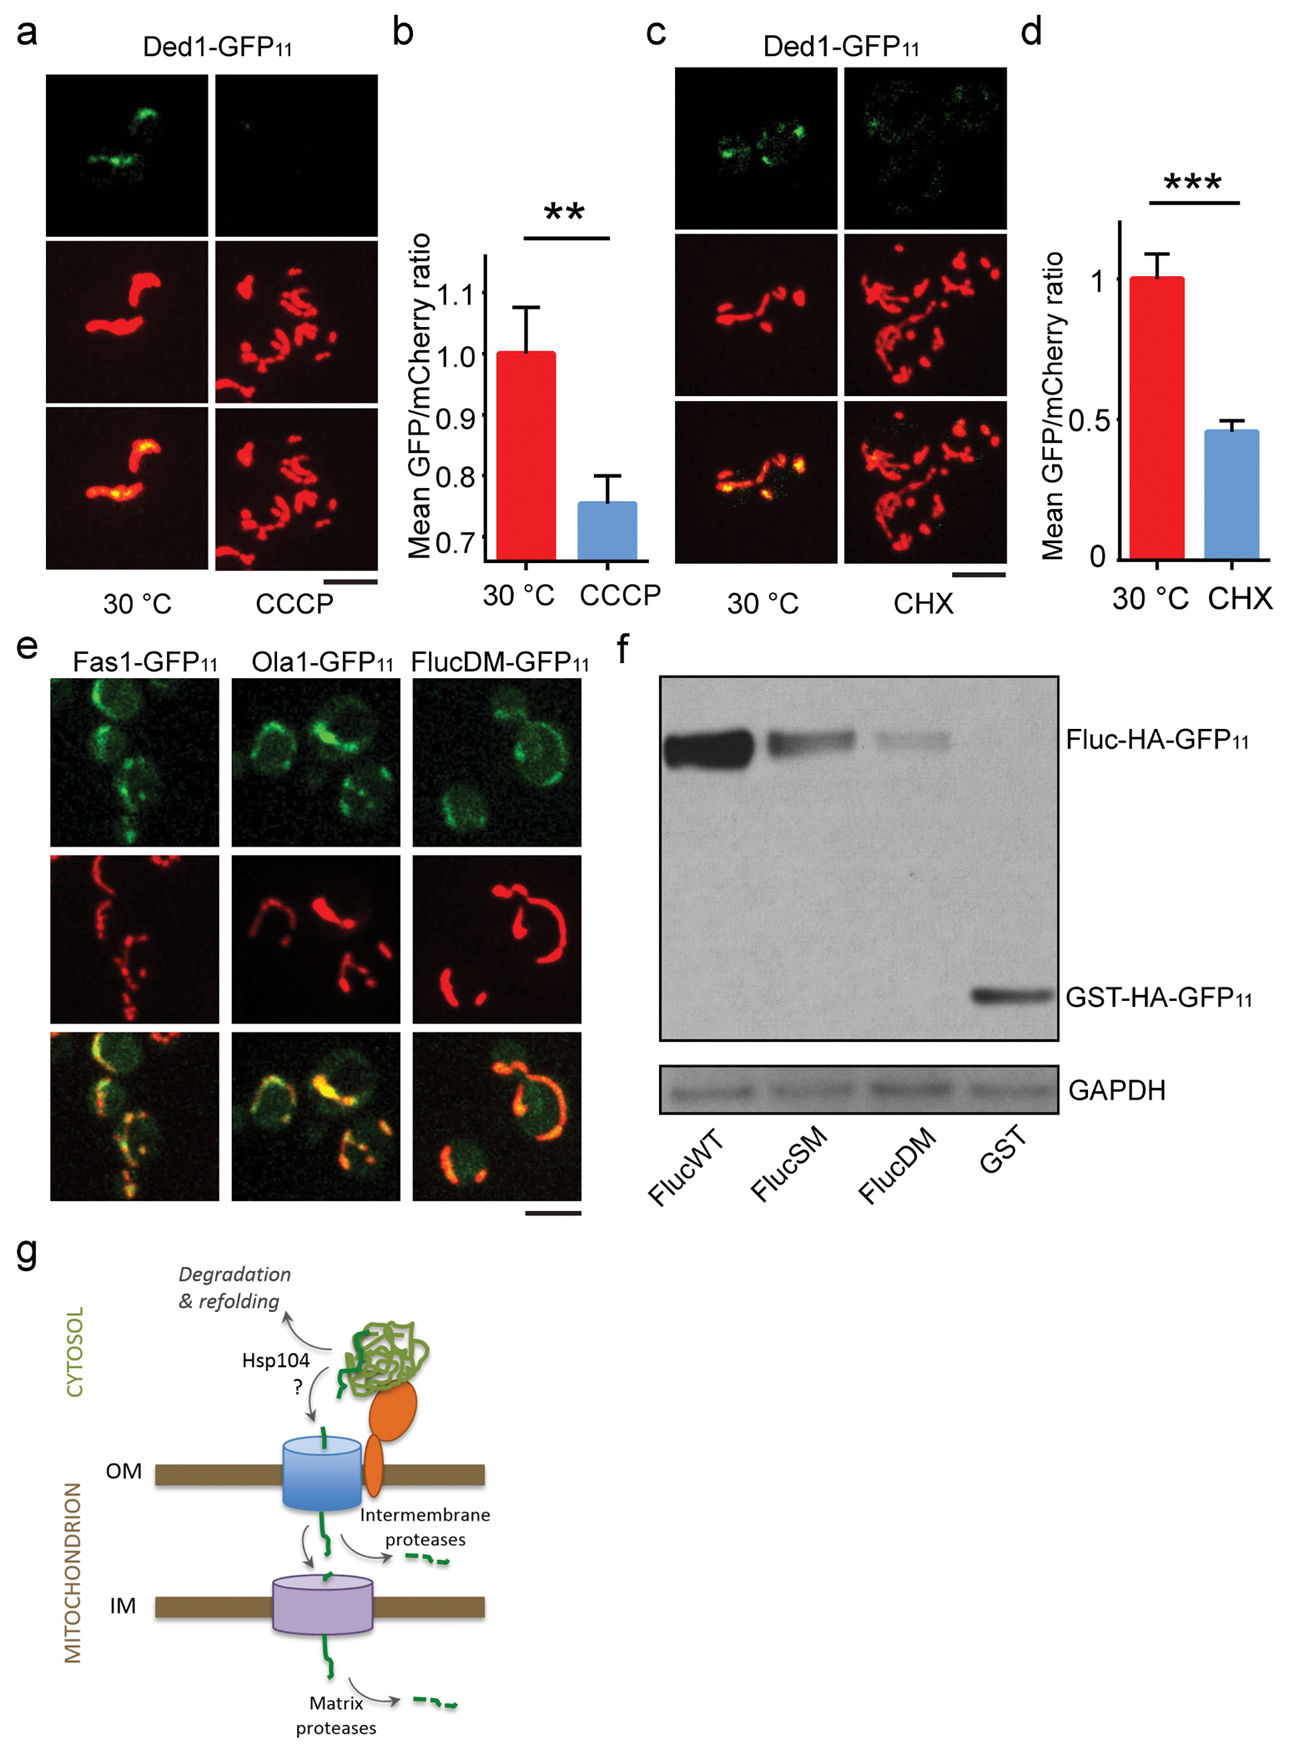 a
Ded1-GFP11
30 °C
CCCP
b
**
Mean GFP/mCherry ratio
1.1
1.0
0.9
0.8
0.7
30 °C
CCCP
c
Ded1-GFP11
30 °C
CHX
d
***
Mean GFP/mCherry ratio
1
0.5
0
30 °C
CHX
e
Fas1-GFP11
Ola1-GFP11
FlucDM-GFP11
f
Fluc-HA-GFP11
GST-HA-GFP11
GAPDH
FlucWT
FlucSM
FlucDM
GST
g
CYTOSOL
MITOCHONDRION
Degradation
& refolding
Hsp104
?
OM
Intermembrane
proteases
IM
Matrix
proteases